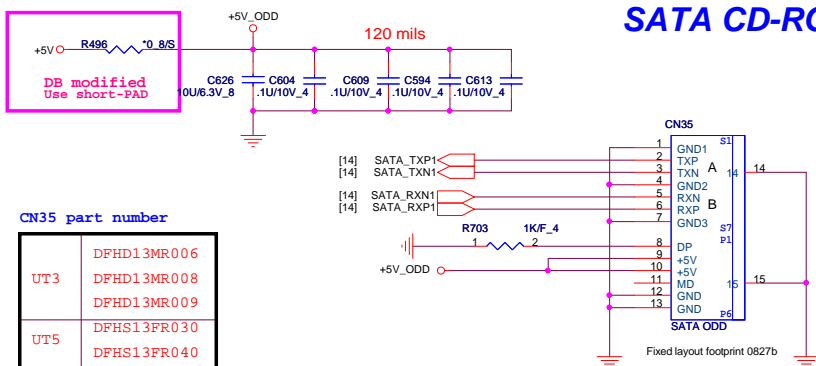 SATA CD-RO
+5V_ODD
120 mils
+5V
R496
*0_8/S
DB modified
Use short-PAD
C626
10U/6.3V_8
C604
.1U/10V_4
C609
.1U/10V_4
C594
.1U/10V_4
C613
.1U/10V_4
CN35
[14] SATA_TXP1
[14] SATA_TXN1
[14] SATA_RXN1
[14] SATA_RXP1
1 GND1 S1
2 TXP
3 TXN A 14 14
4 GND2
5 RXN
6 RXP B
7 GND3 S7
P1
R703 1K/F_4
1 2
8 DP
+5V_ODD
9 +5V
10 +5V
11 MD 15 15
12 GND
13 GND P6
SATA ODD
Fixed layout footprint 0827b
CN35 part number
UT3
DFHD13MR006
DFHD13MR008
DFHD13MR009
UT5
DFHS13FR030
DFHS13FR040